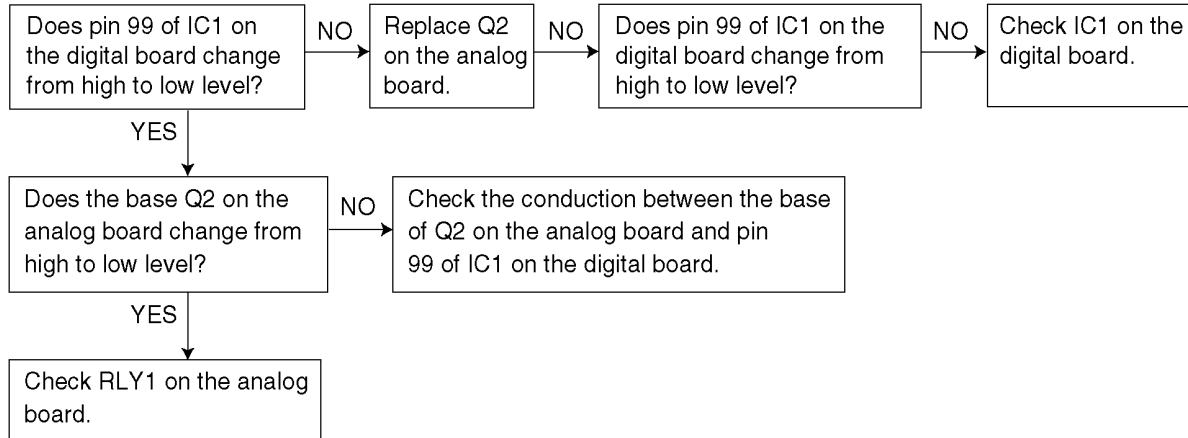 Does pin 99 of IC1 on
the digital board change
from high to low level?
NO
Replace Q2
on the analog
board.
NO
Does pin 99 of IC1 on the
digital board change from
high to low level?
NO
Check IC1 on the
digital board.
YES
Does the base Q2 on the
analog board change from
high to low level?
NO
Check the conduction between the base
of Q2 on the analog board and pin
99 of IC1 on the digital board.
YES
Check RLY1 on the analog
board.